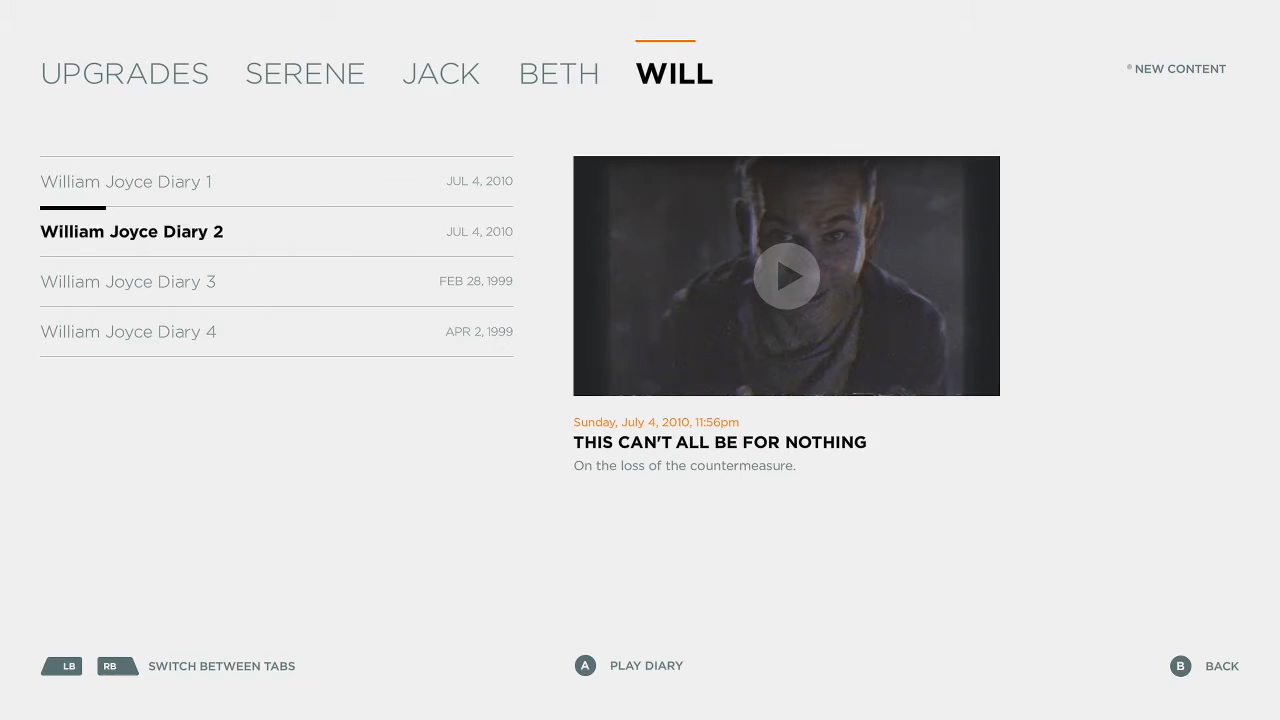 UPGRADES SERENE JACK BETH WILL
NEW CONTENT
William Joyce Diary 1 JUL 4, 2010
William Joyce Diary 2 JUL 4, 2010
William Joyce Diary 3 FEB 28, 1999
William Joyce Diary 4 APR 2, 1999
Sunday, July 4, 2010, 11:56pm
THIS CAN'T ALL BE FOR NOTHING
On the loss of the countermeasure.
LB RB SWITCH BETWEEN TABS
A PLAY DIARY
B BACK